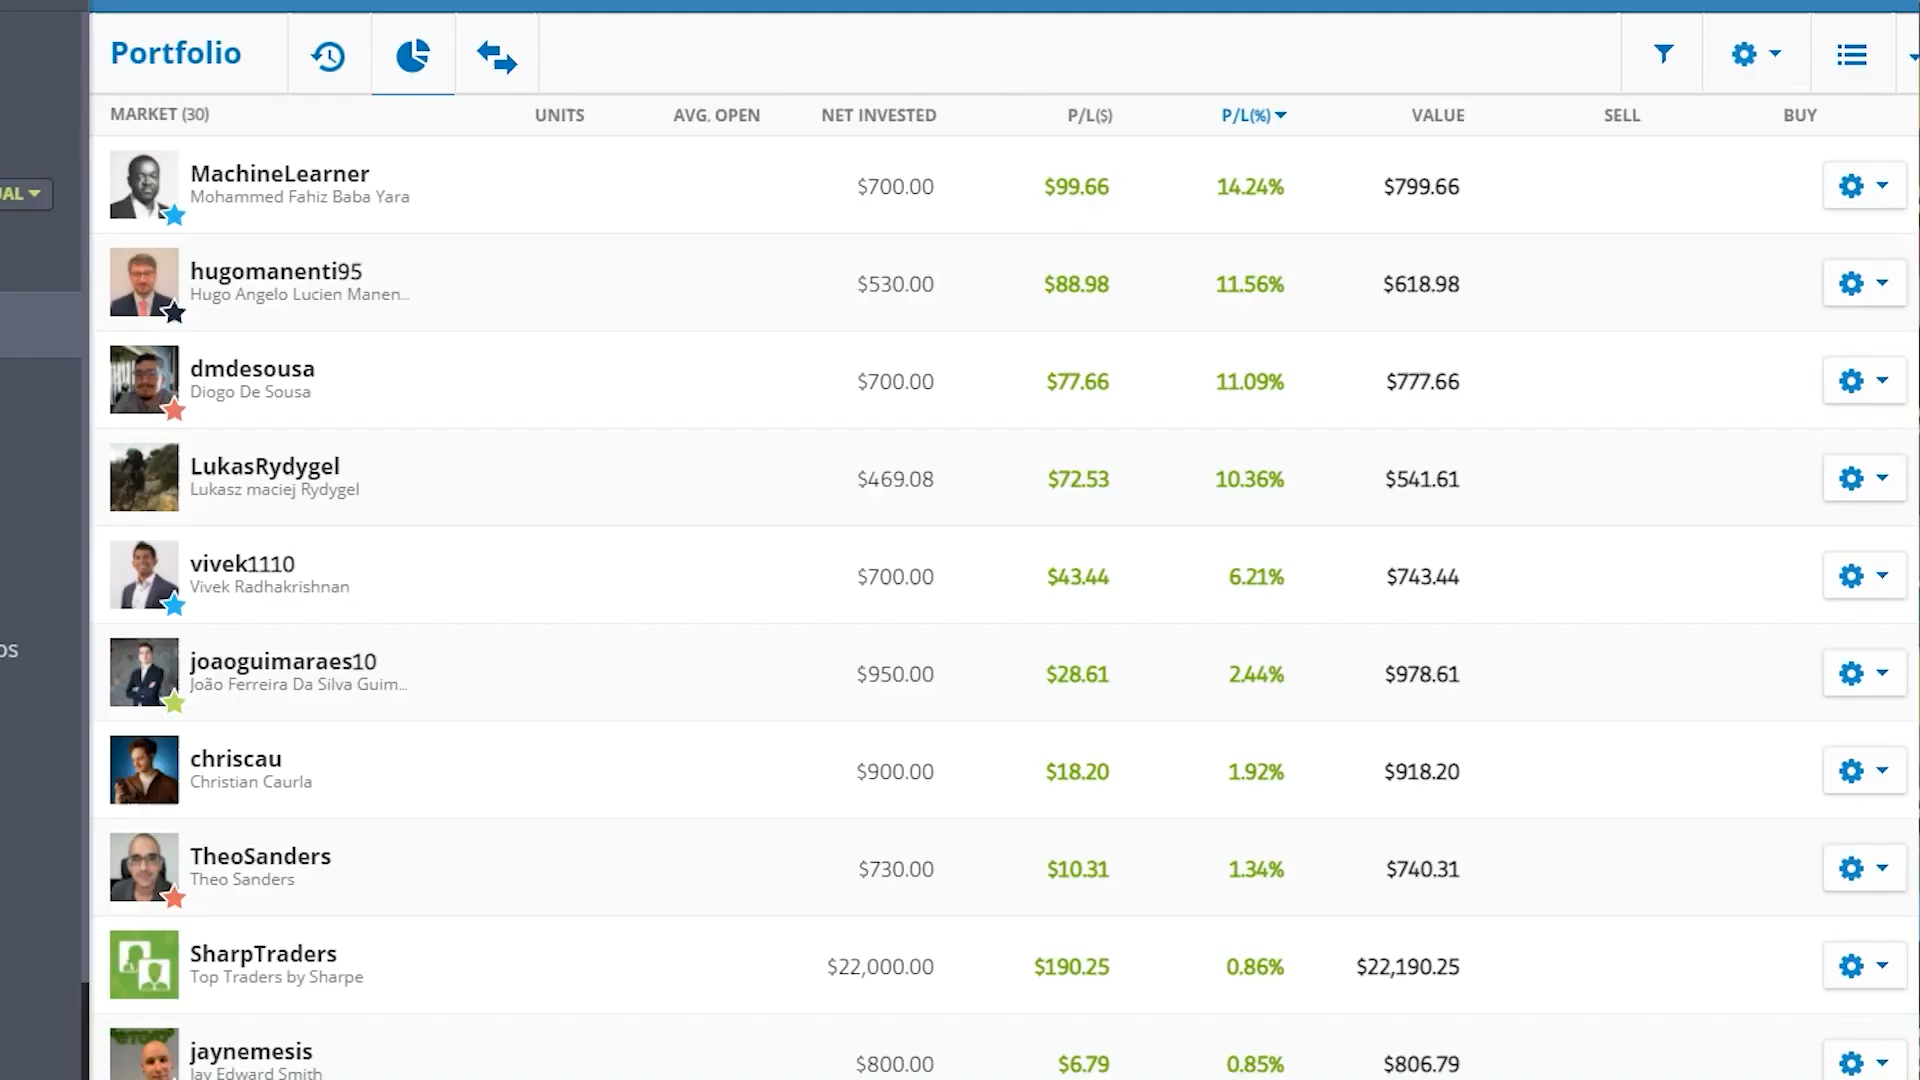 Portfolio
MARKET (30) UNITS AVG. OPEN NET INVESTED P/L($) P/L(%) VALUE SELL BUY
MachineLearner
Mohammed Fahiz Baba Yara
$700.00 $99.66 14.24% $799.66
UAL
hugomanenti95
Hugo Angelo Lucien Manen...
$530.00 $88.98 11.56% $618.98
dmdesousa
Diogo De Sousa
$700.00 $77.66 11.09% $777.66
LukasRydygel
Lukasz maciej Rydygel
$469.08 $72.53 10.36% $541.61
vivek1110
Vivek Radhakrishnan
$700.00 $43.44 6.21% $743.44
joaoguimaraes10
João Ferreira Da Silva Guim...
$950.00 $28.61 2.44% $978.61
os
chriscau
Christian Caurla
$900.00 $18.20 1.92% $918.20
TheoSanders
Theo Sanders
$730.00 $10.31 1.34% $740.31
SharpTraders
Top Traders by Sharpe
$22,000.00 $190.25 0.86% $22,190.25
jaynemesis
Jay Edward Smith
$800.00 $6.79 0.85% $806.79